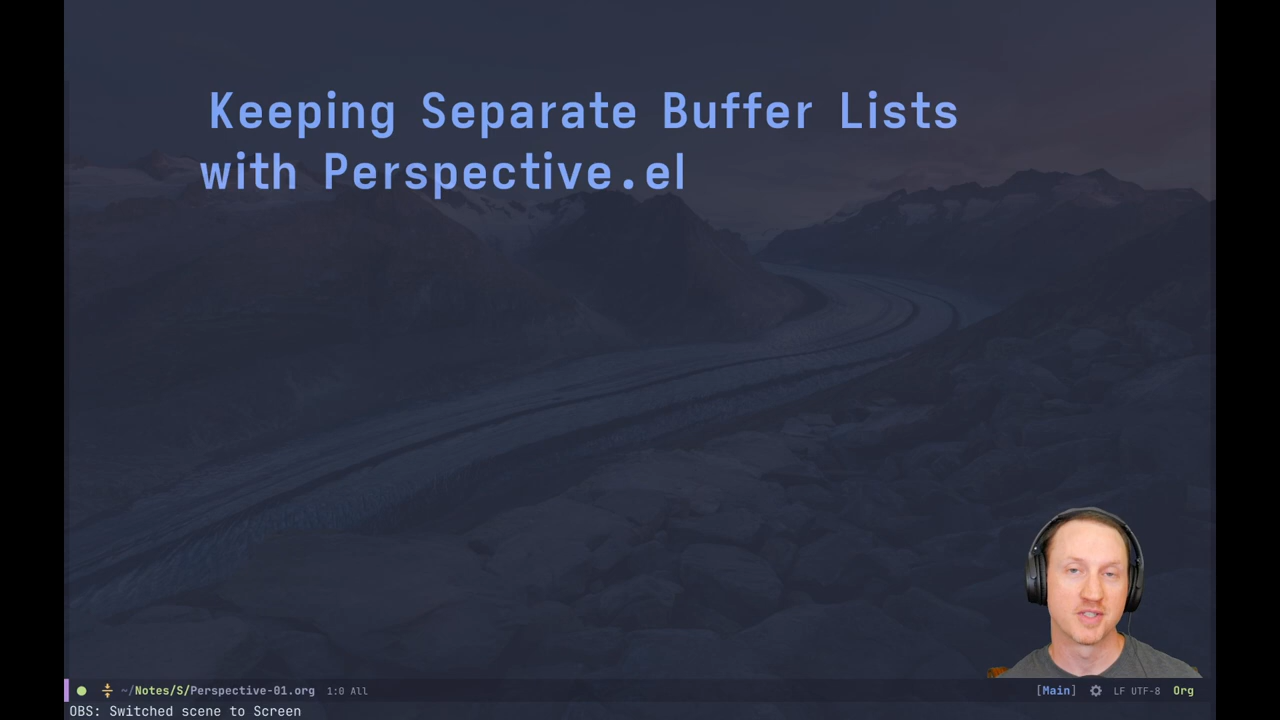 Keeping Separate Buffer Lists
with Perspective.el
~/Notes/S/Perspective-01.org 1:0 All [Main] LF UTF-8 Org
OBS: Switched scene to Screen